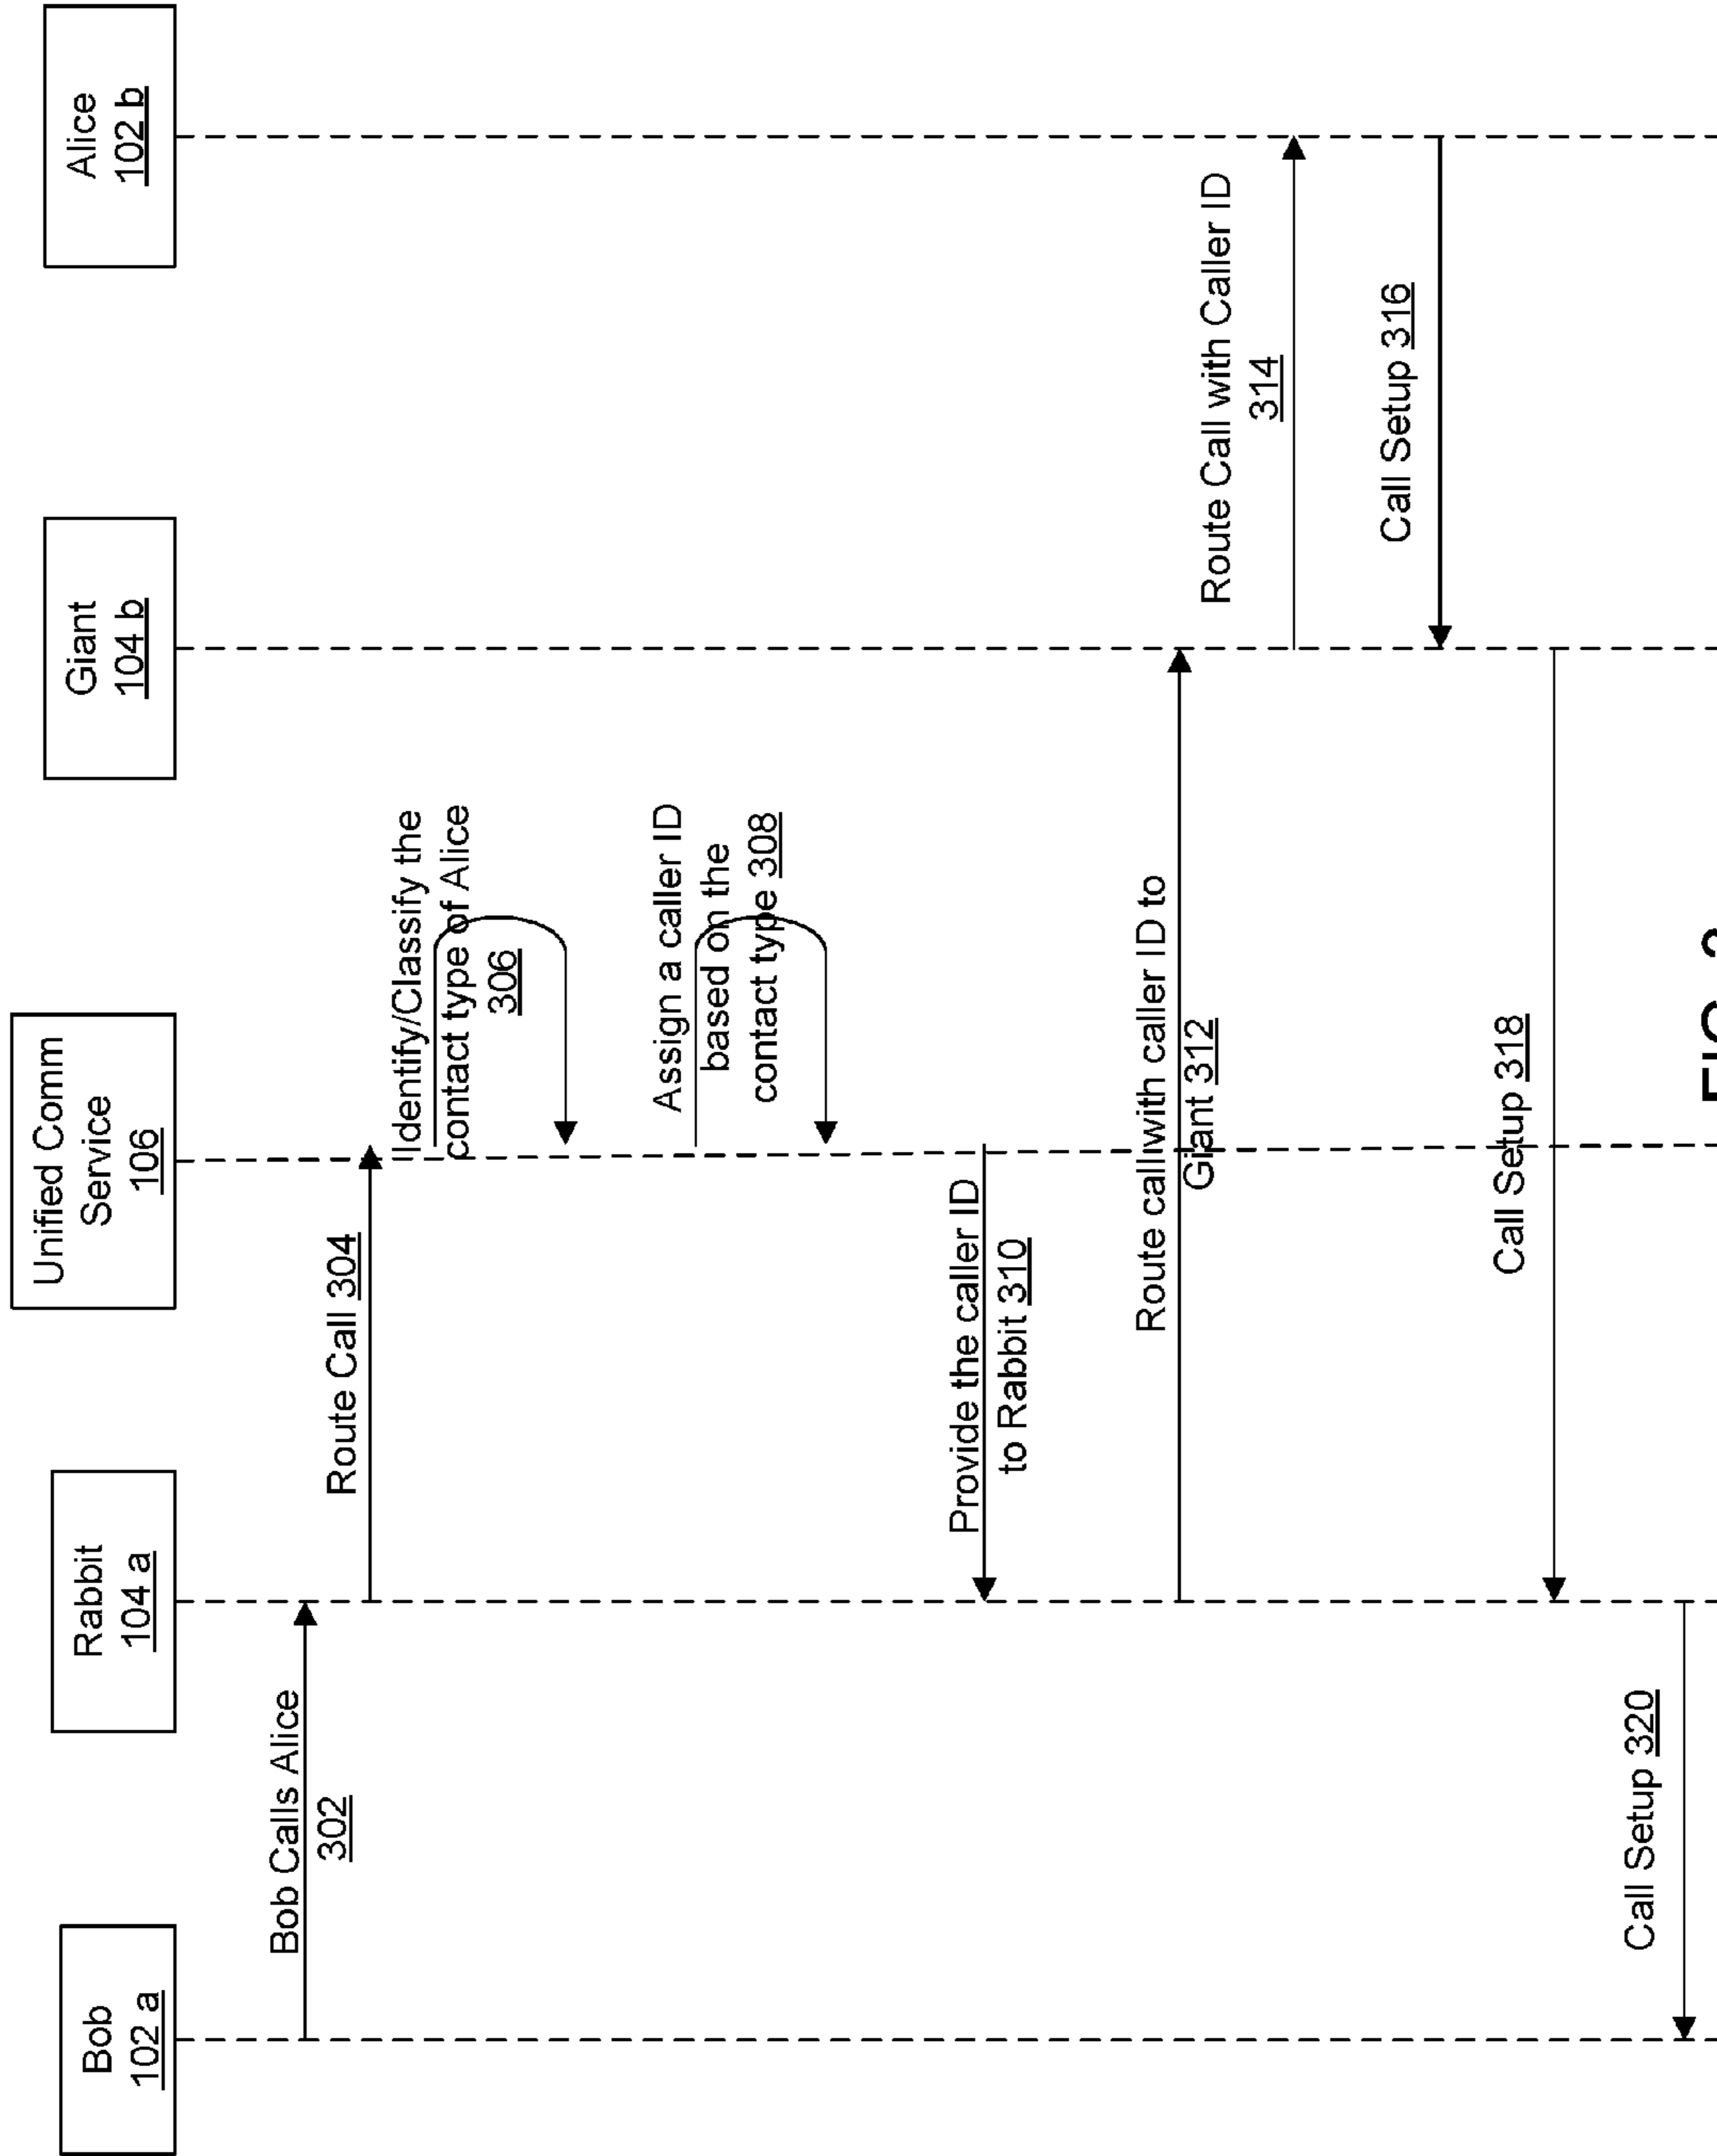 Bob
102 a
Rabbit
104 a
Unified Comm
Service
106
Giant
104 b
Alice
102 b
Bob Calls Alice
302
Route Call 304
Identify/Classify the
contact type of Alice
306
Assign a caller ID
based on the
contact type 308
Provide the caller ID
to Rabbit 310
Route call with caller ID to
Giant 312
Route Call with Caller ID
314
Call Setup 316
Call Setup 318
Call Setup 320
FIG.